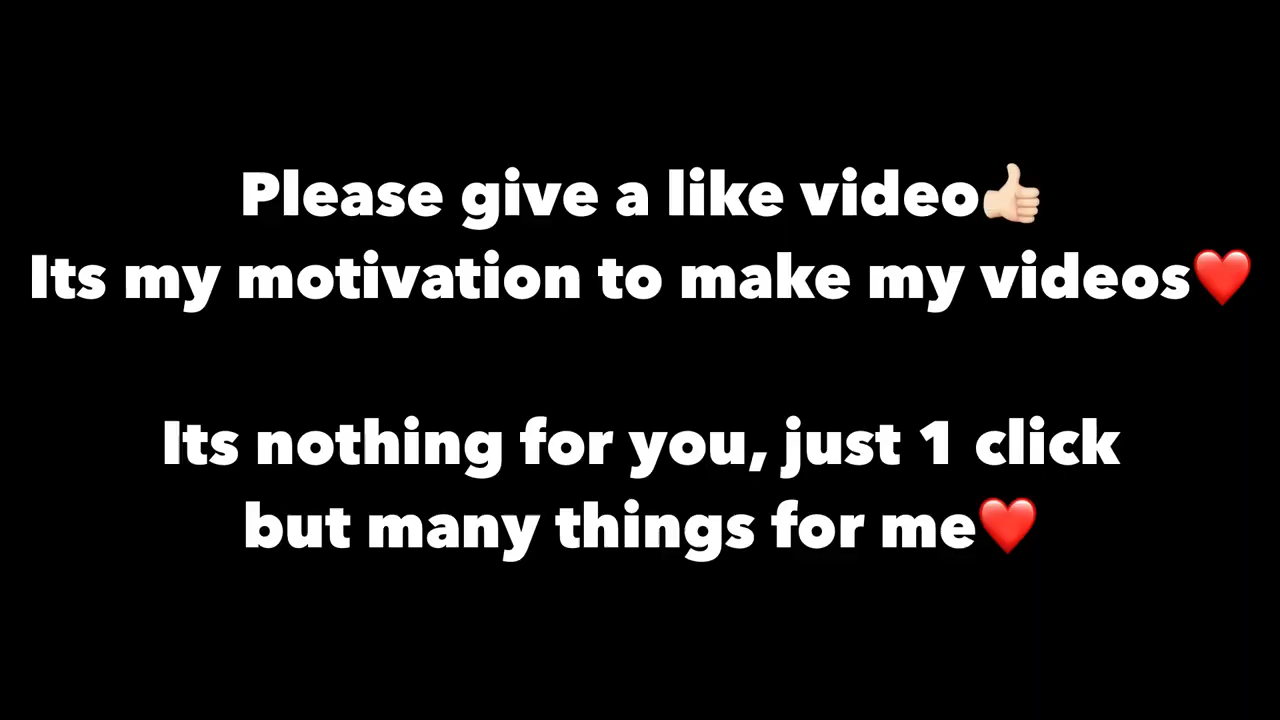 Please give a like video👍🏻
Its my motivation to make my videos❤️
Its nothing for you, just 1 click
but many things for me❤️